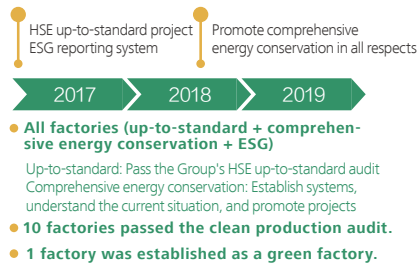 HSE up-to-standard project
ESG reporting system
Promote comprehensive
energy conservation in all respects
2017
2018
2019
All factories (up-to-standard + comprehen-
sive energy conservation + ESG)
Up-to-standard: Pass the Group's HSE up-to-standard audit
Comprehensive energy conservation: Establish systems,
understand the current situation, and promote projects
10 factories passed the clean production audit.
1 factory was established as a green factory.